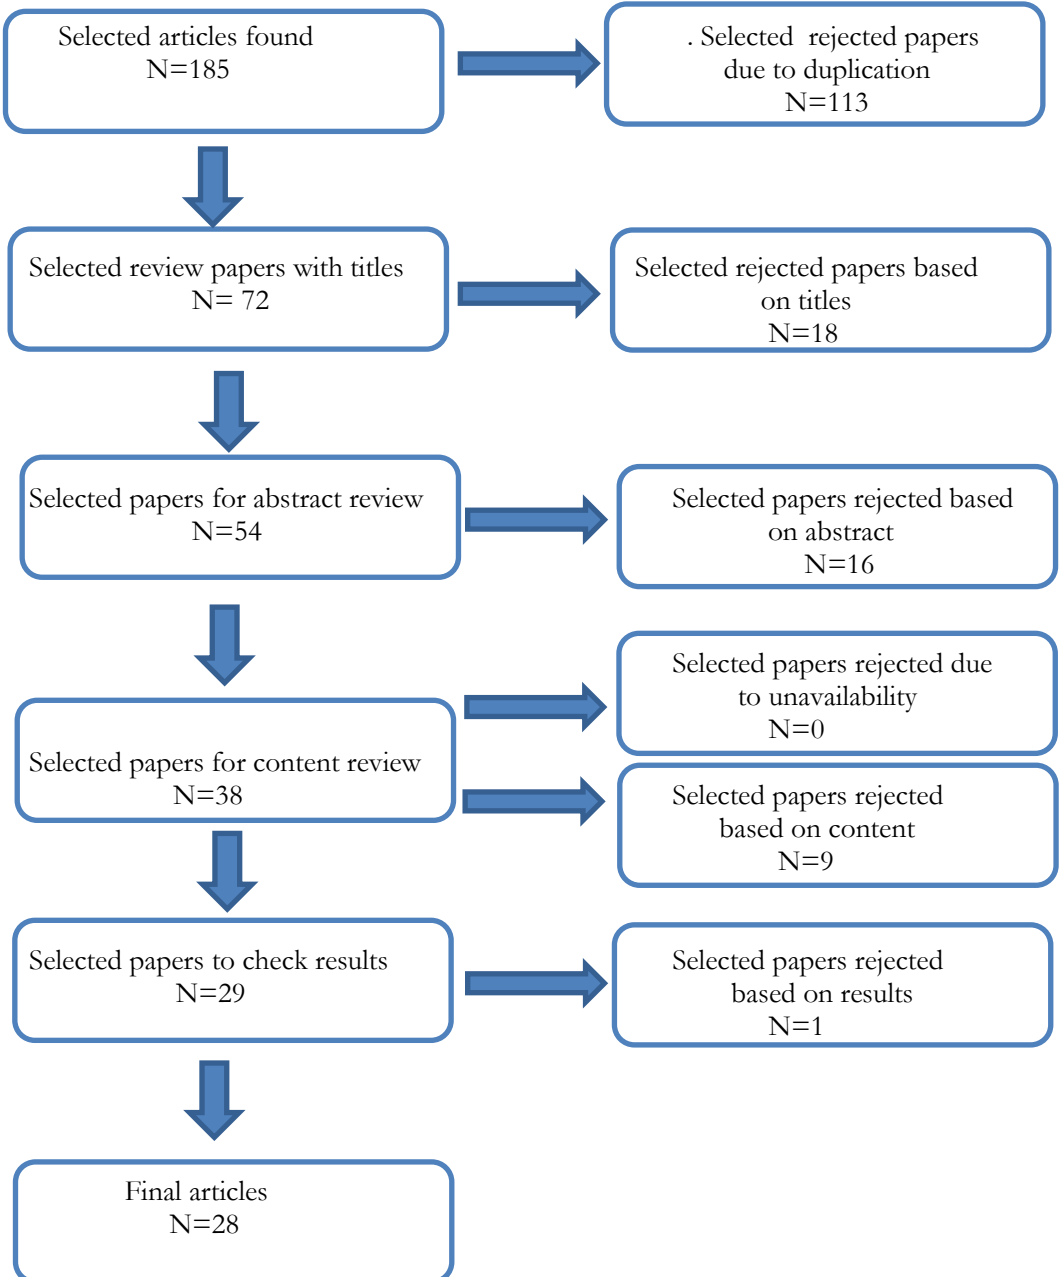 Selected articles found
N=185
. Selected rejected papers
due to duplication
N=113
Selected review papers with titles
N= 72
Selected rejected papers based
on titles
N=18
Selected papers for abstract review
N=54
Selected papers rejected based
on abstract
N=16
Selected papers for content review
N=38
Selected papers rejected due
to unavailability
N=0
Selected papers rejected
based on content
N=9
Selected papers to check results
N=29
Selected papers rejected
based on results
N=1
Final articles
N=28